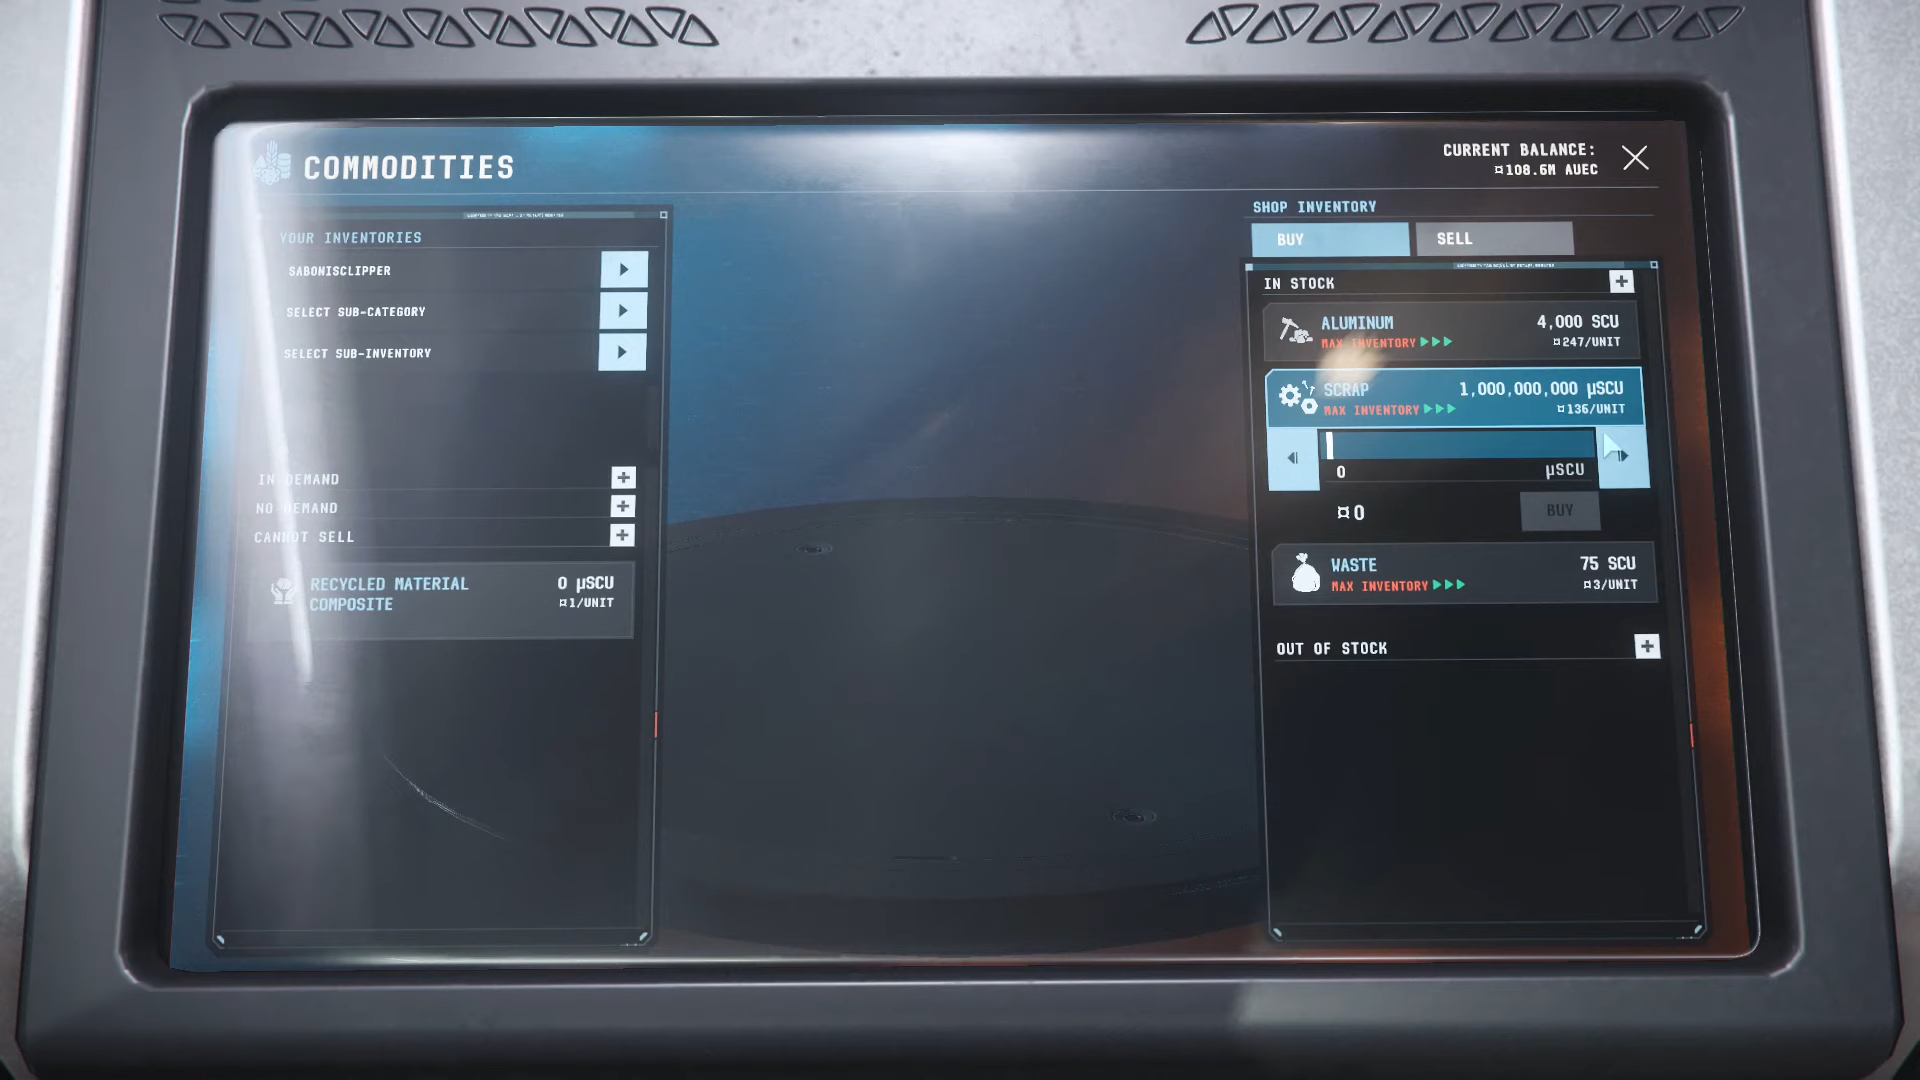 COMMODITIES
CURRENT BALANCE:
¤108.6M AUEC
YOUR INVENTORIES
SABONISCLIPPER
SELECT SUB-CATEGORY
SELECT SUB-INVENTORY
IN DEMAND
NO DEMAND
CANNOT SELL
RECYCLED MATERIAL COMPOSITE
0 µSCU
¤1/UNIT
SHOP INVENTORY
BUY
SELL
IN STOCK
ALUMINUM
4,000 SCU
MAX INVENTORY
¤247/UNIT
SCRAP
1,000,000,000 µSCU
MAX INVENTORY
¤136/UNIT
0
µSCU
¤0
BUY
WASTE
75 SCU
MAX INVENTORY
¤3/UNIT
OUT OF STOCK